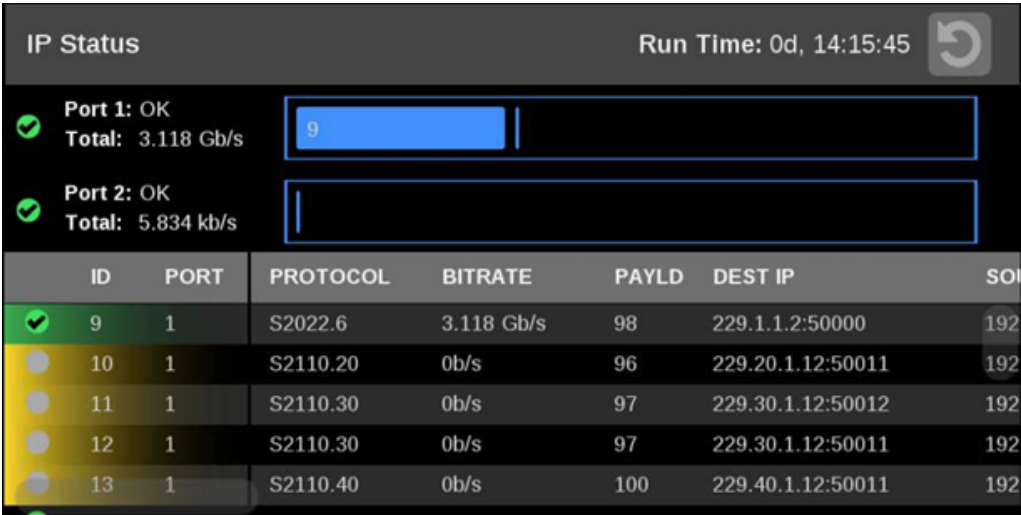 IP Status
Run Time: 0d, 14:15:45
Port 1: OK
Total: 3.118 Gb/s
9
Port 2: OK
Total: 5.834 kb/s
ID PORT PROTOCOL BITRATE PAYLD DEST IP SOU
9 1 S2022.6 3.118 Gb/s 98 229.1.1.2:50000 192
10 1 S2110.20 0b/s 96 229.20.1.12:50011 192
11 1 S2110.30 0b/s 97 229.30.1.12:50012 192
12 1 S2110.30 0b/s 97 229.30.1.12:50011 192
13 1 S2110.40 0b/s 100 229.40.1.12:50011 192